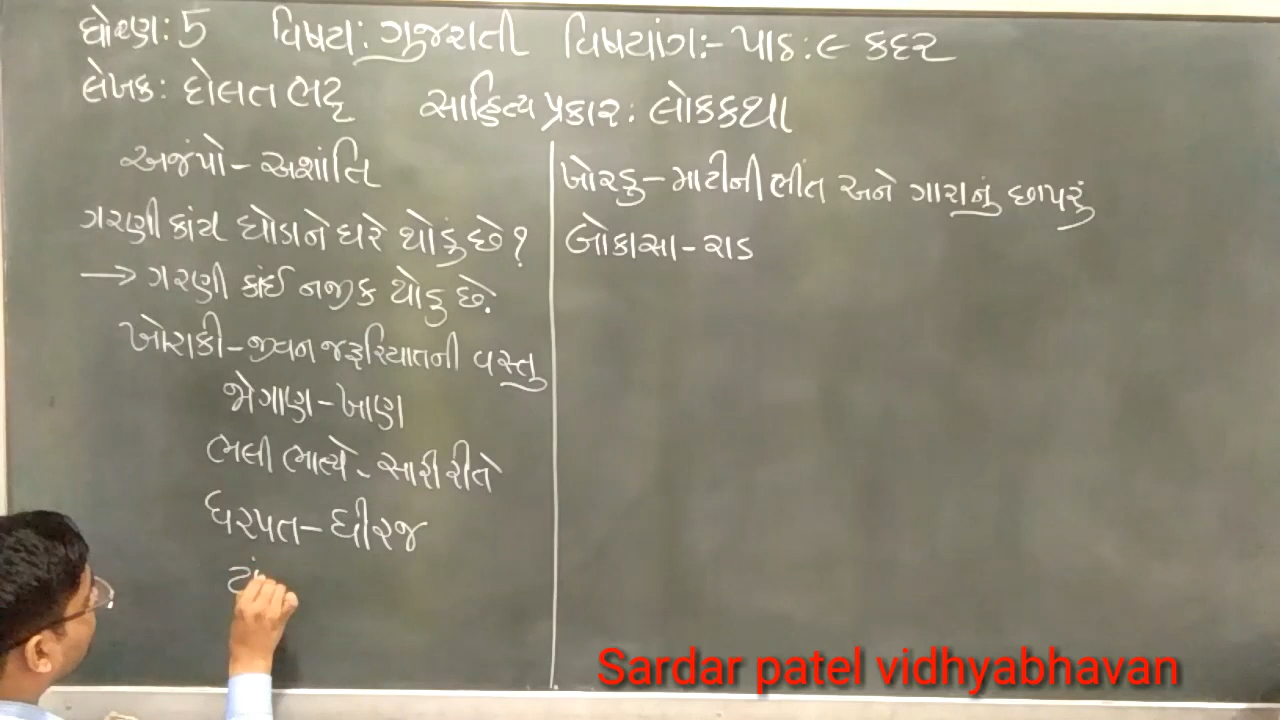 ધોરણ: 5 વિષય: ગુજરાતી વિષયાંગ:- પાઠ: ૯ કદર
લેખક: દોલત ભટ્ટ સાહિત્ય પ્રકાર: લોકકથા
અજંપો - અશાંતિ
ગરણી કાંય ઘોડાને ઘરે થોડું છે?
→ ગરણી કાંઈ નજીક થોડુ છે.
ખોરાકી - જીવન જરૂરિયાતની વસ્તુ
જોગાણ - ખાણ
ભલી ભાત્યે - સારી રીતે
ધરપત - ધીરજ
ખોરડુ - માટીની ભીંત અને ગારાનું છાપરું
બોકાસા - રાડ
Sardar patel vidhyabhavan